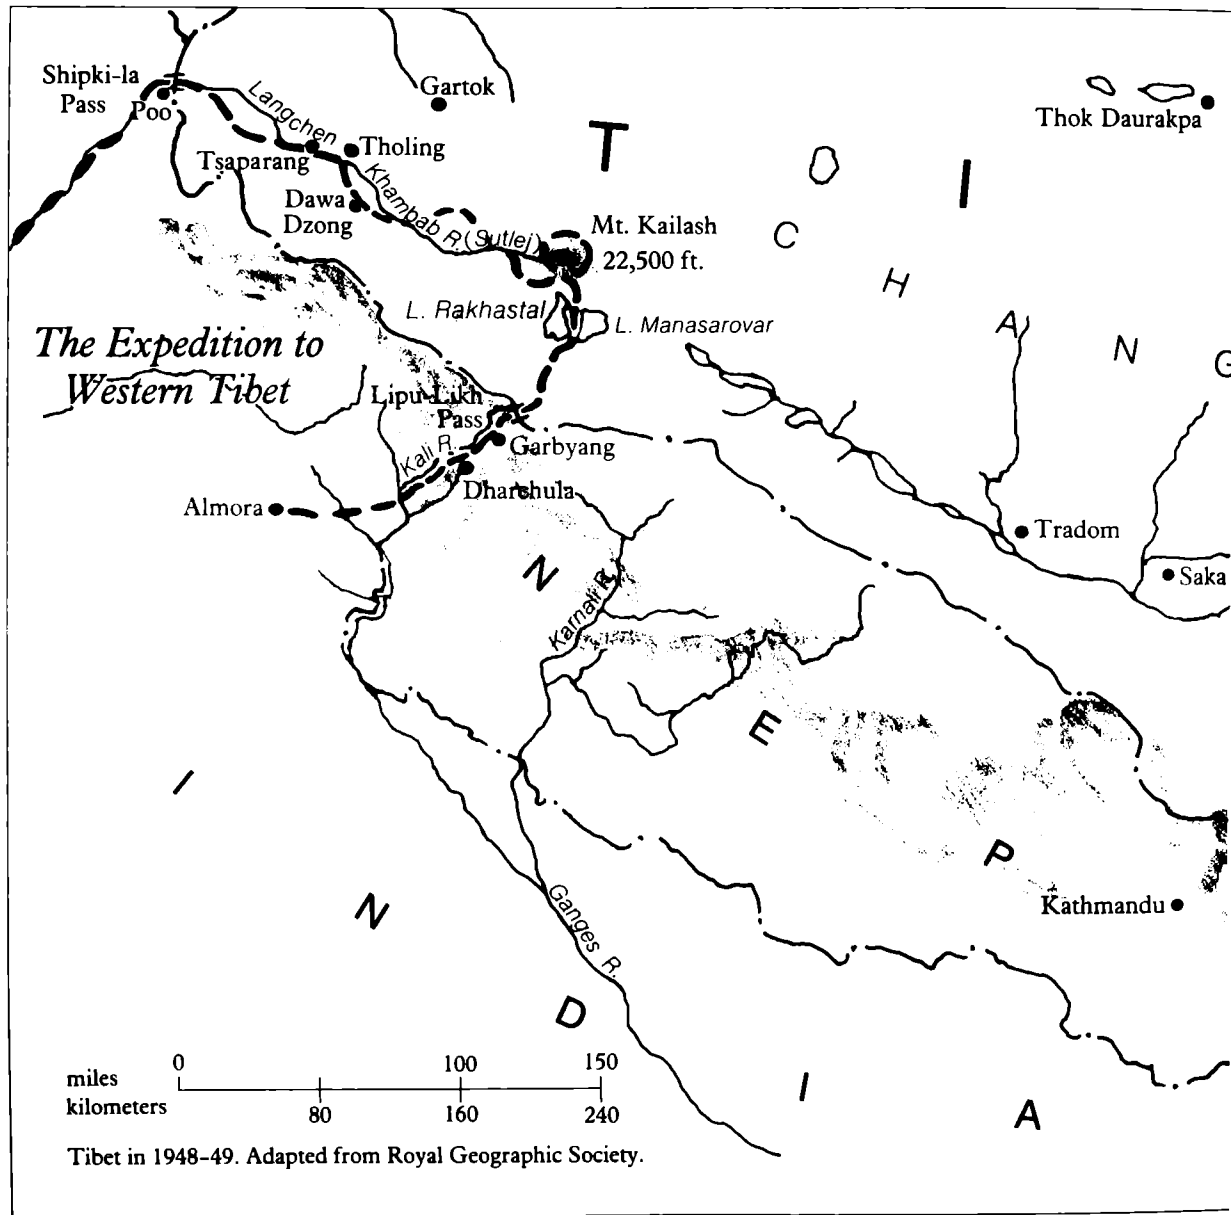 Shipki-la
Pass
Poo
Langchen
Gartok
Thok Daurakpa
T
I
Tsaparang
Tholing
Khambab R. (Sutlej)
Dawa
Dzong
Mt. Kailash
22,500 ft.
C H A N G
L. Rakhastal
L. Manasarovar
The Expedition to
Western Tibet
Lipu-Likh
Pass
Kali R.
Garbyang
Dharchula
Almora
Tradom
Saka
N E P
Karnali R.
Kathmandu
I N D I A
Ganges R.
0 100 150
miles
kilometers
80 160 240
Tibet in 1948-49. Adapted from Royal Geographic Society.